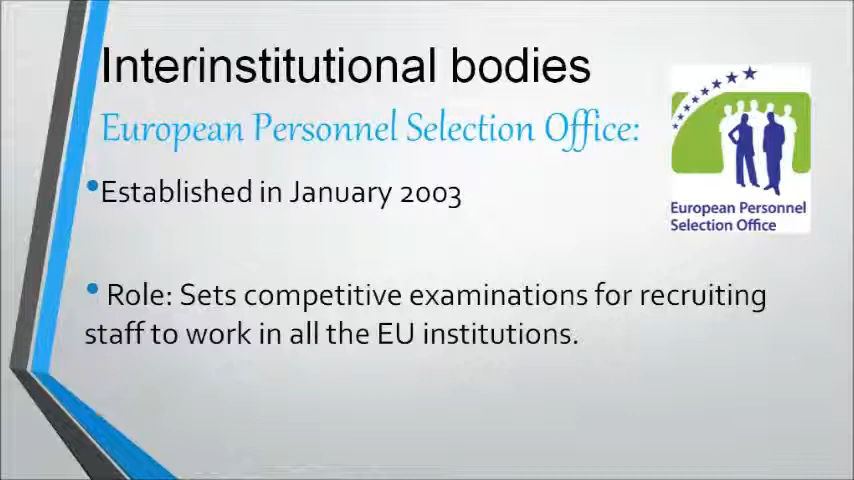 Interinstitutional bodies
European Personnel Selection Office:
•Established in January 2003
• Role: Sets competitive examinations for recruiting
staff to work in all the EU institutions.
European Personnel
Selection Office